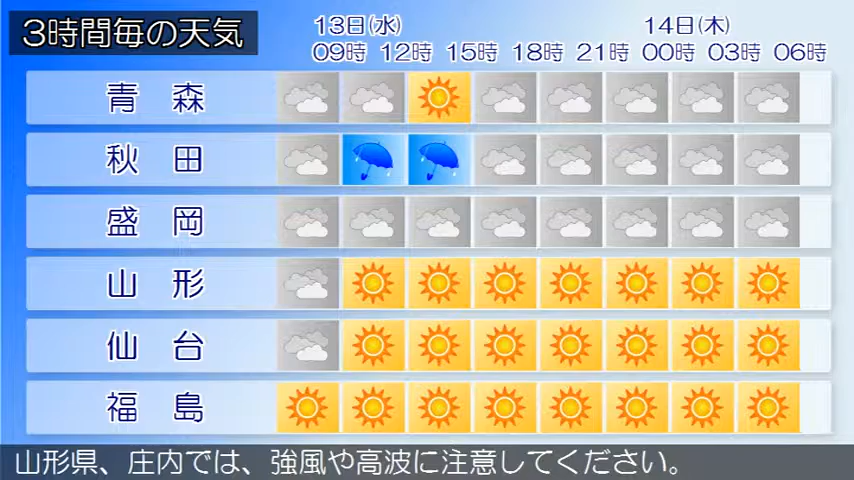 3時間毎の天気
13日(水) 14日(木)
09時 12時 15時 18時 21時 00時 03時 06時
青森
秋田
盛岡
山形
仙台
福島
山形県、庄内では、強風や高波に注意してください。